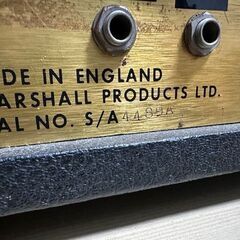 DE IN ENGLAND
ARSHALL PRODUCTS LTD.
AL NO. S/A